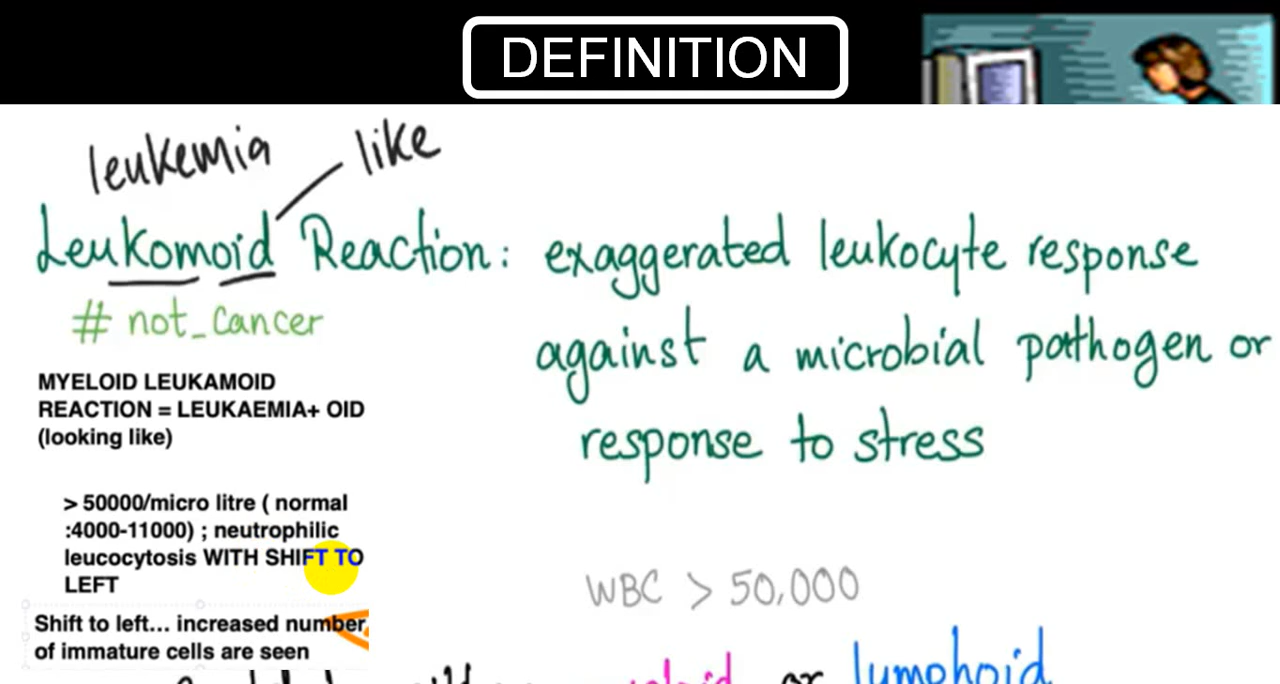 DEFINITION
leukemia like
Leukomoid Reaction: exaggerated leukocyte response
# not_cancer
against a microbial pathogen or
response to stress
MYELOID LEUKAMOID
REACTION = LEUKAEMIA+ OID
(looking like)
> 50000/micro litre ( normal
:4000-11000) ; neutrophilic
leucocytosis WITH SHIFT TO
LEFT
WBC > 50,000
Shift to left... increased number
of immature cells are seen
or lymphoid